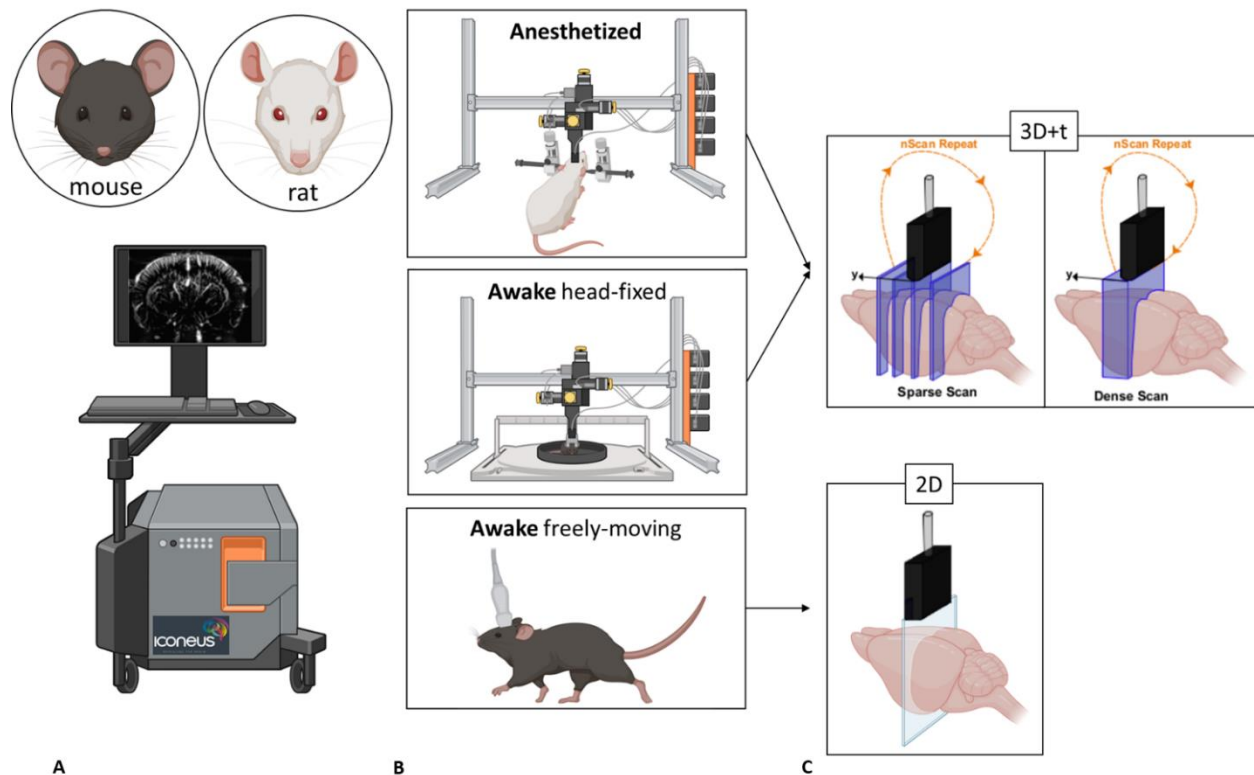 mouse
rat
ICONEUS
A
Anesthetized
Awake head-fixed
Awake freely-moving
B
3D+t
nScan Repeat
y
Sparse Scan
nScan Repeat
y
Dense Scan
2D
C